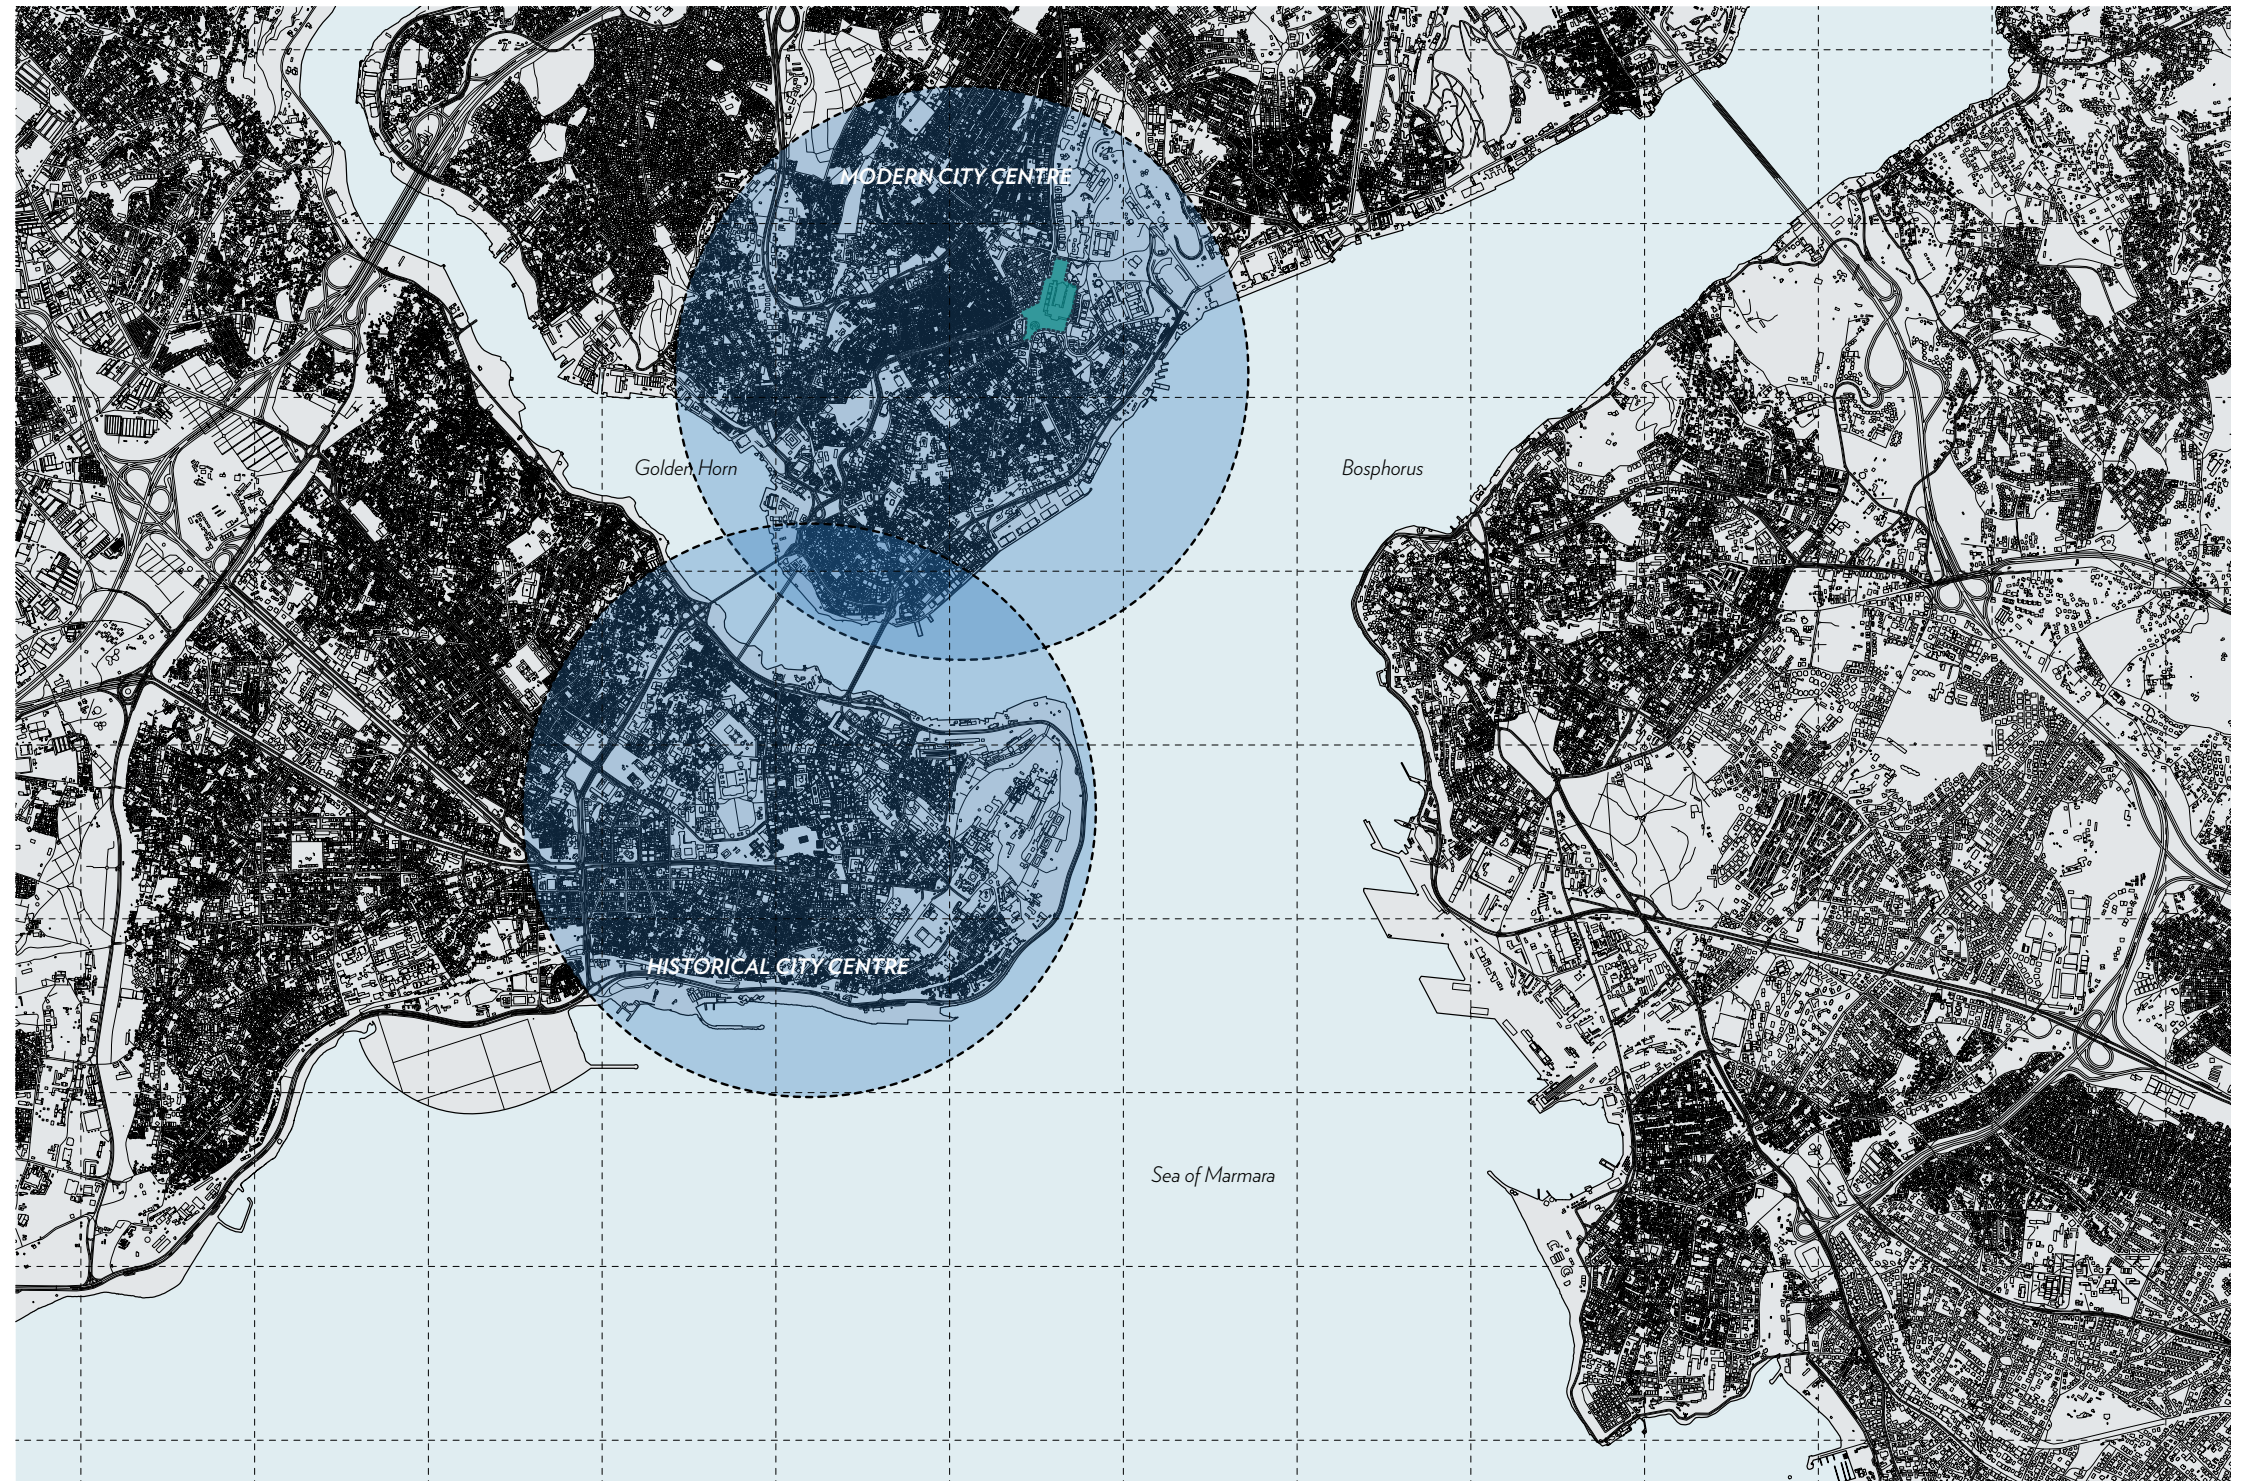 MODERN CITY CENTRE
Golden Horn
Bosphorus
HISTORICAL CITY CENTRE
Sea of Marmara